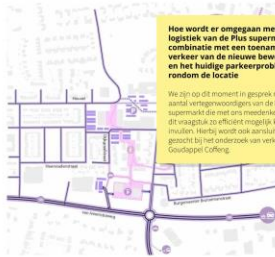 Hoe wordt er omgegaan me
logistiek van de Plus superm
combinatie met een toenam
verkeer van de nieuwe bewo
en het huidige parkeerprob
rondom de locatie
We zijn op dit moment in gesprek m
aantal vertegenwoordigers van de
supermarkt die met ons meedenke
dit vraagstuk zo efficiënt mogelijk k
invullen. Hierbij wordt ook aanslui
gezocht bij het onderzoek van verk
Goudappel Coffeng.